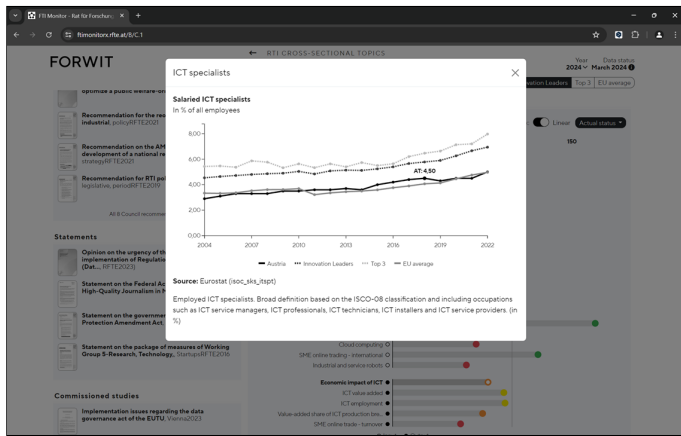 FTI Monitor - Rat für Forschung
ftimonitorx.rfte.at/8/C.1
FORWIT
RTI CROSS-SECTIONAL TOPICS
Year
Data status
2024
March 2024
Innovation Leaders
Top 3
EU average
optimize a public welfare-or
Recommendation for the reo
industrial, policyRFTE2021
Recommendation on the AM
development of a national re
strategyRFTE2021
Recommendation for RTI pol
legislative, periodRFTE2019
All 8 Council recomme
Statements
Opinion on the urgency of th
implementation of Regulatio
(Dat..., RFTE2023)
Statement on the Federal Ac
High-Quality Journalism in M
Statement on the governmer
Protection Amendment Act
Statement on the package of measures of Working
Group 5-Research, Technology,, StartupsRFTE2016
Commissioned studies
Implementation issues regarding the data
governance act of the EUTU, Vienna2023
ICT specialists
Salaried ICT specialists
In % of all employees
8,00
6,00
4,00
2,00
0,00
AT: 4,50
2004
2007
2010
2013
2016
2019
2022
Austria
Innovation Leaders
Top 3
EU average
Source: Eurostat (isoc_sks_itspt)
Employed ICT specialists. Broad definition based on the ISCO-08 classification and including occupations
such as ICT service managers, ICT professionals, ICT technicians, ICT installers and ICT service providers. (in
%)
Linear
Actual status
150
Cloud computing
SME online trading - international
Industrial and service robots
Economic impact of ICT
ICT value added
ICT employment
Value-added share of ICT production bre...
SME online trade - turnover